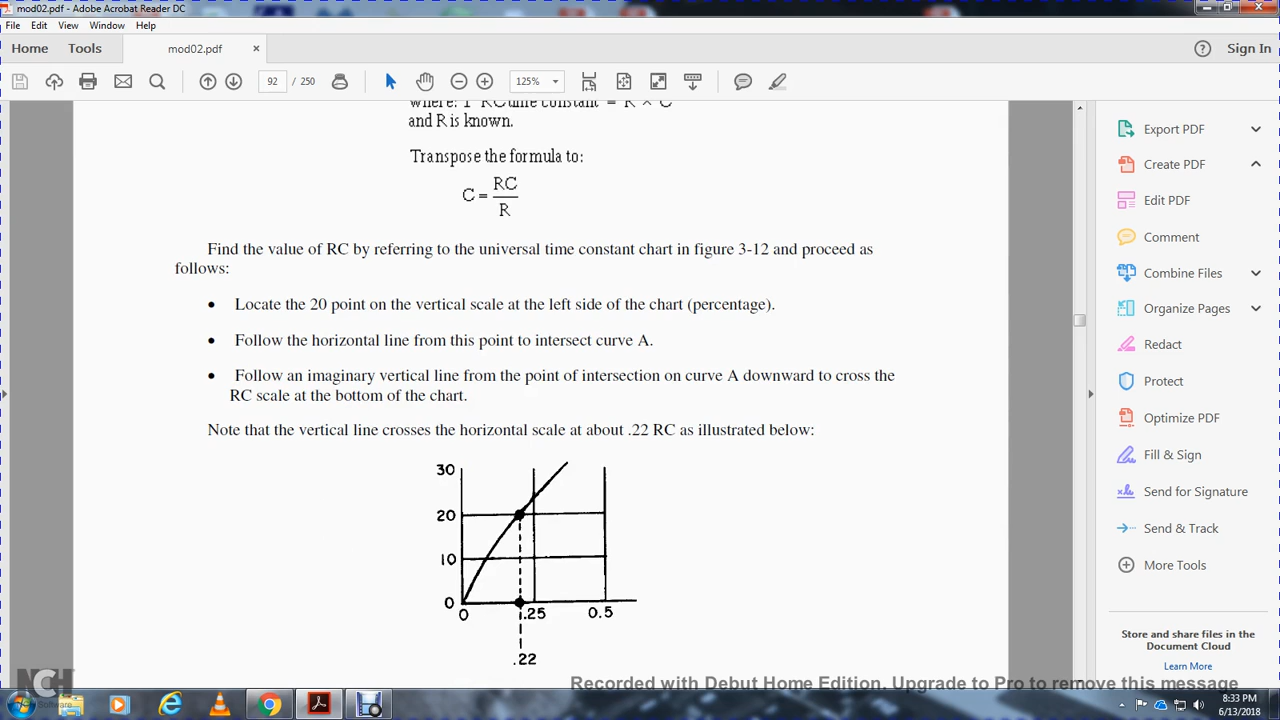 mod02.pdf - Adobe Acrobat Reader DC
File Edit View Window Help
Home Tools mod02.pdf × Sign In
92 / 250 125%
where: 1 RC time constant = R × C
and R is known.
Transpose the formula to:
C = RC
R
Find the value of RC by referring to the universal time constant chart in figure 3-12 and proceed as
follows:
• Locate the 20 point on the vertical scale at the left side of the chart (percentage).
• Follow the horizontal line from this point to intersect curve A.
• Follow an imaginary vertical line from the point of intersection on curve A downward to cross the
RC scale at the bottom of the chart.
Note that the vertical line crosses the horizontal scale at about .22 RC as illustrated below:
30
20
10
0
0 .25 0.5
.22
Export PDF
Create PDF
Edit PDF
Comment
Combine Files
Organize Pages
Redact
Protect
Optimize PDF
Fill & Sign
Send for Signature
Send & Track
More Tools
Store and share files in the
Document Cloud
Learn More
NCH
Software
Recorded with Debut Home Edition. Upgrade to Pro to remove this message
8:33 PM
6/13/2018